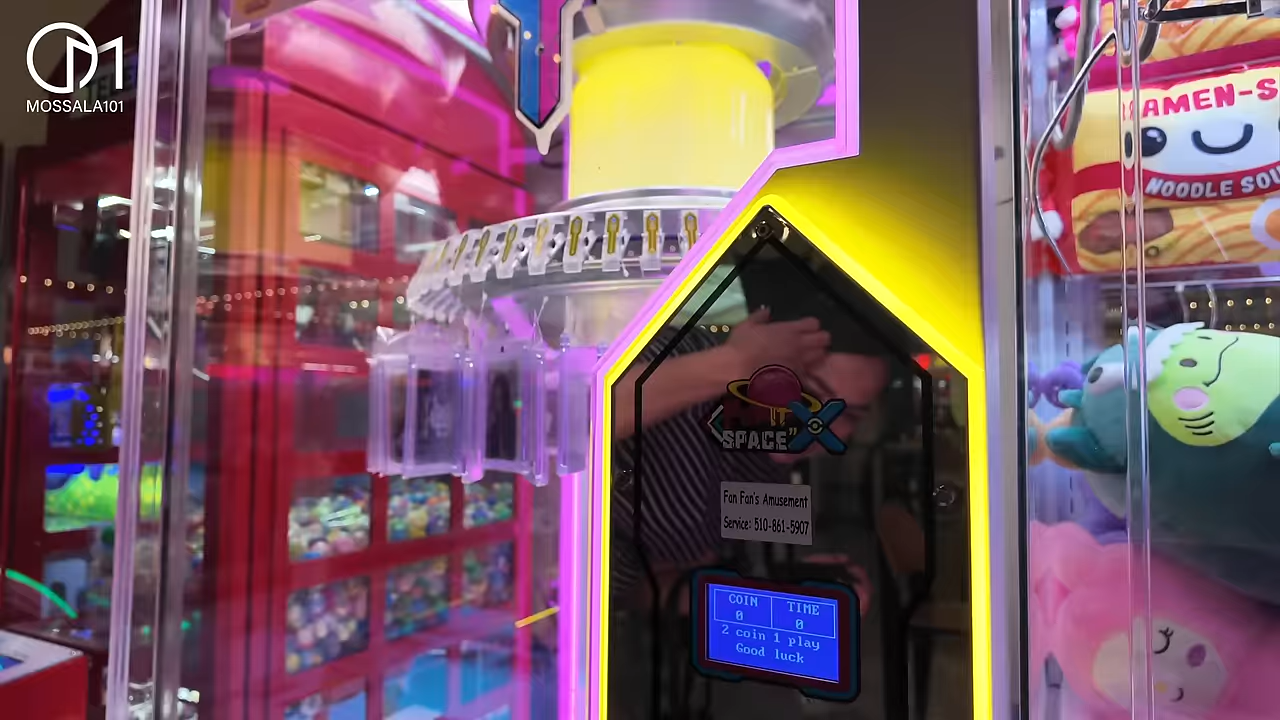 MOSSALA101
RAMEN-S
NOODLE SOU
SPACE" X
Fan Fan's Amusement
Service: 510-861-5907
COIN TIME
0 0
2 coin 1 play
Good luck